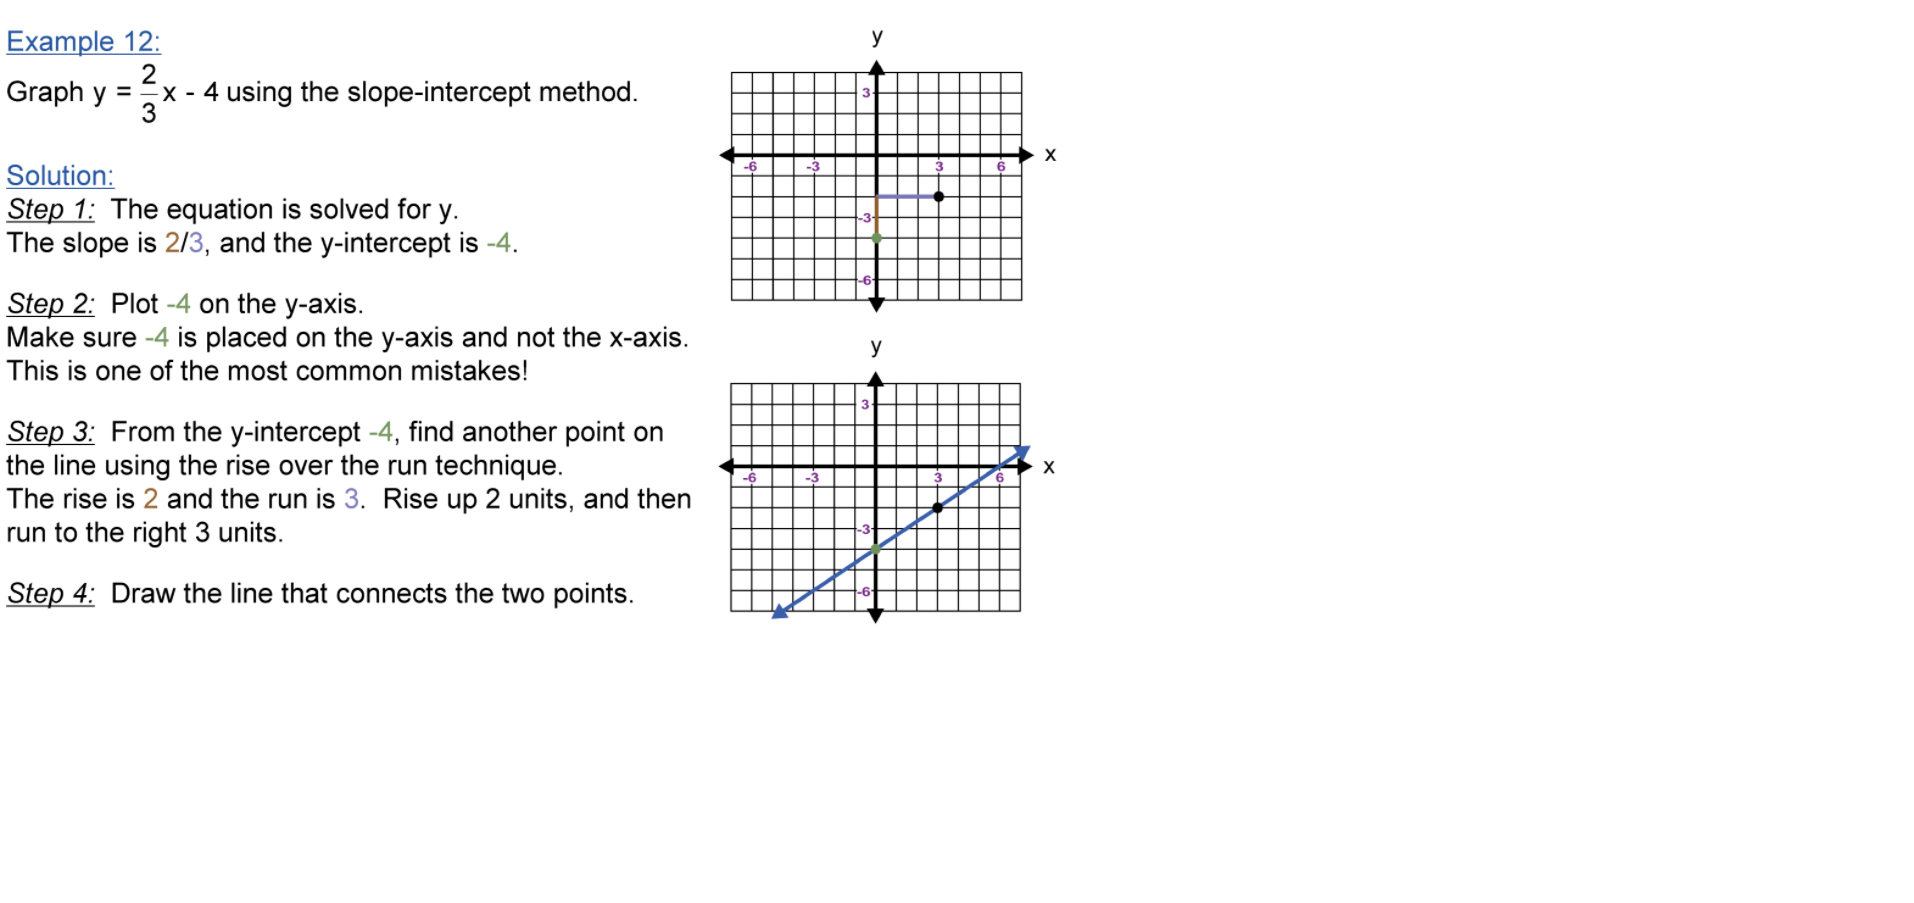 Example 12:
Graph y = 2/3 x - 4 using the slope-intercept method.
Solution:
Step 1: The equation is solved for y.
The slope is 2/3, and the y-intercept is -4.
Step 2: Plot -4 on the y-axis.
Make sure -4 is placed on the y-axis and not the x-axis.
This is one of the most common mistakes!
Step 3: From the y-intercept -4, find another point on
the line using the rise over the run technique.
The rise is 2 and the run is 3. Rise up 2 units, and then
run to the right 3 units.
Step 4: Draw the line that connects the two points.
y
3
x
-6 -3 3 6
-3
-6
y
3
x
-6 -3 3 6
-3
-6